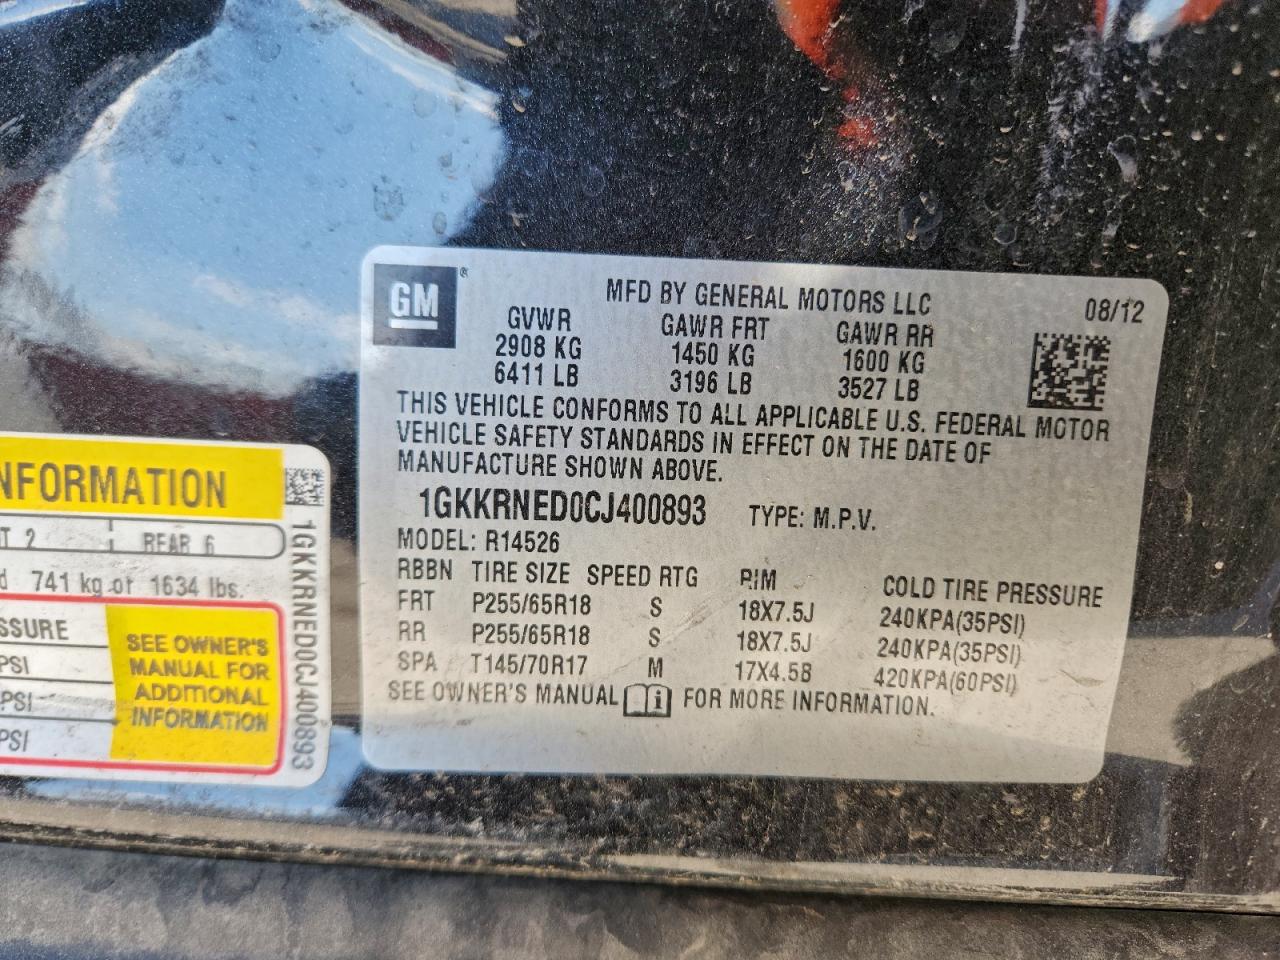 GM®
MFD BY GENERAL MOTORS LLC 08/12
GVWR GAWR FRT GAWR RR
2908 KG 1450 KG 1600 KG
6411 LB 3196 LB 3527 LB
THIS VEHICLE CONFORMS TO ALL APPLICABLE U.S. FEDERAL MOTOR
VEHICLE SAFETY STANDARDS IN EFFECT ON THE DATE OF
MANUFACTURE SHOWN ABOVE.
1GKKRNED0CJ400893 TYPE: M.P.V.
MODEL: R14526
RBBN TIRE SIZE SPEED RTG RIM COLD TIRE PRESSURE
FRT P255/65R18 S 18X7.5J 240KPA(35PSI)
RR P255/65R18 S 18X7.5J 240KPA(35PSI)
SPA T145/70R17 M 17X4.5B 420KPA(60PSI)
SEE OWNER'S MANUAL i FOR MORE INFORMATION.
NFORMATION
T 2 REAR 6
d 741 kg or 1634 lbs.
SSURE
PSI
PSI
PSI
SEE OWNER'S
MANUAL FOR
ADDITIONAL
INFORMATION
1GKKRNED0CJ400893